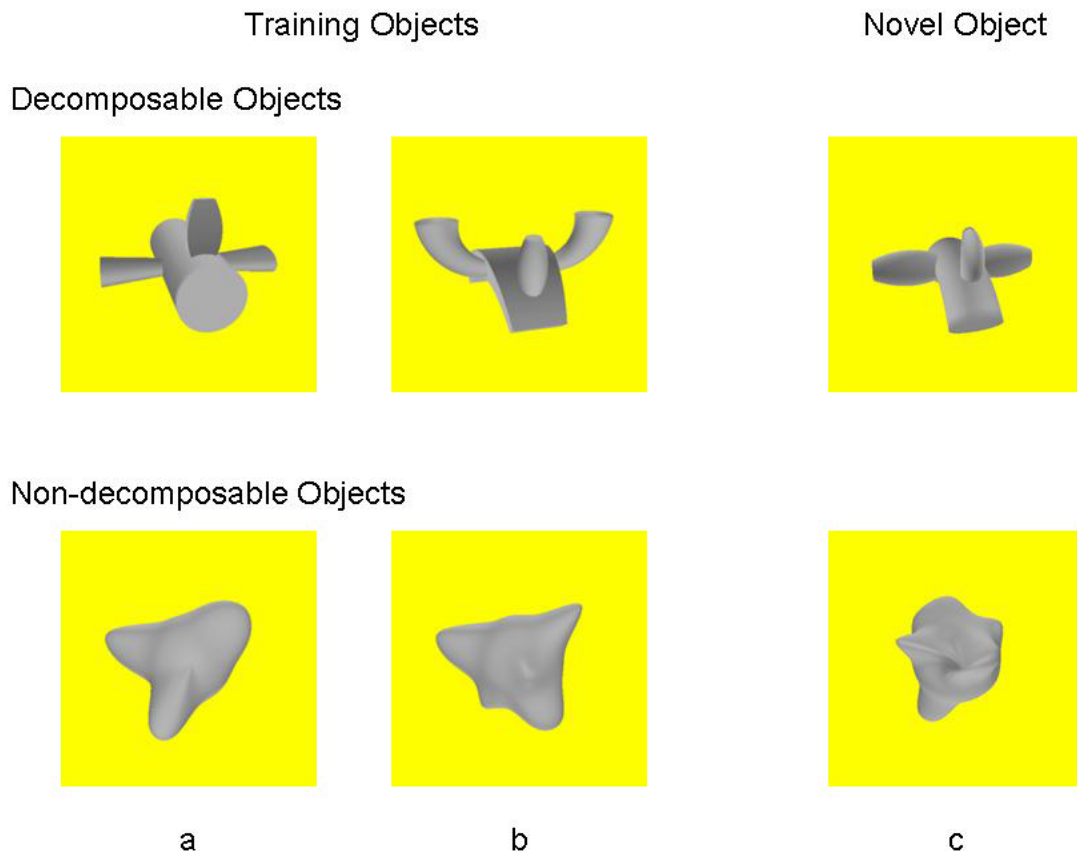 Training Objects
Novel Object
Decomposable Objects
Non-decomposable Objects
a
b
c